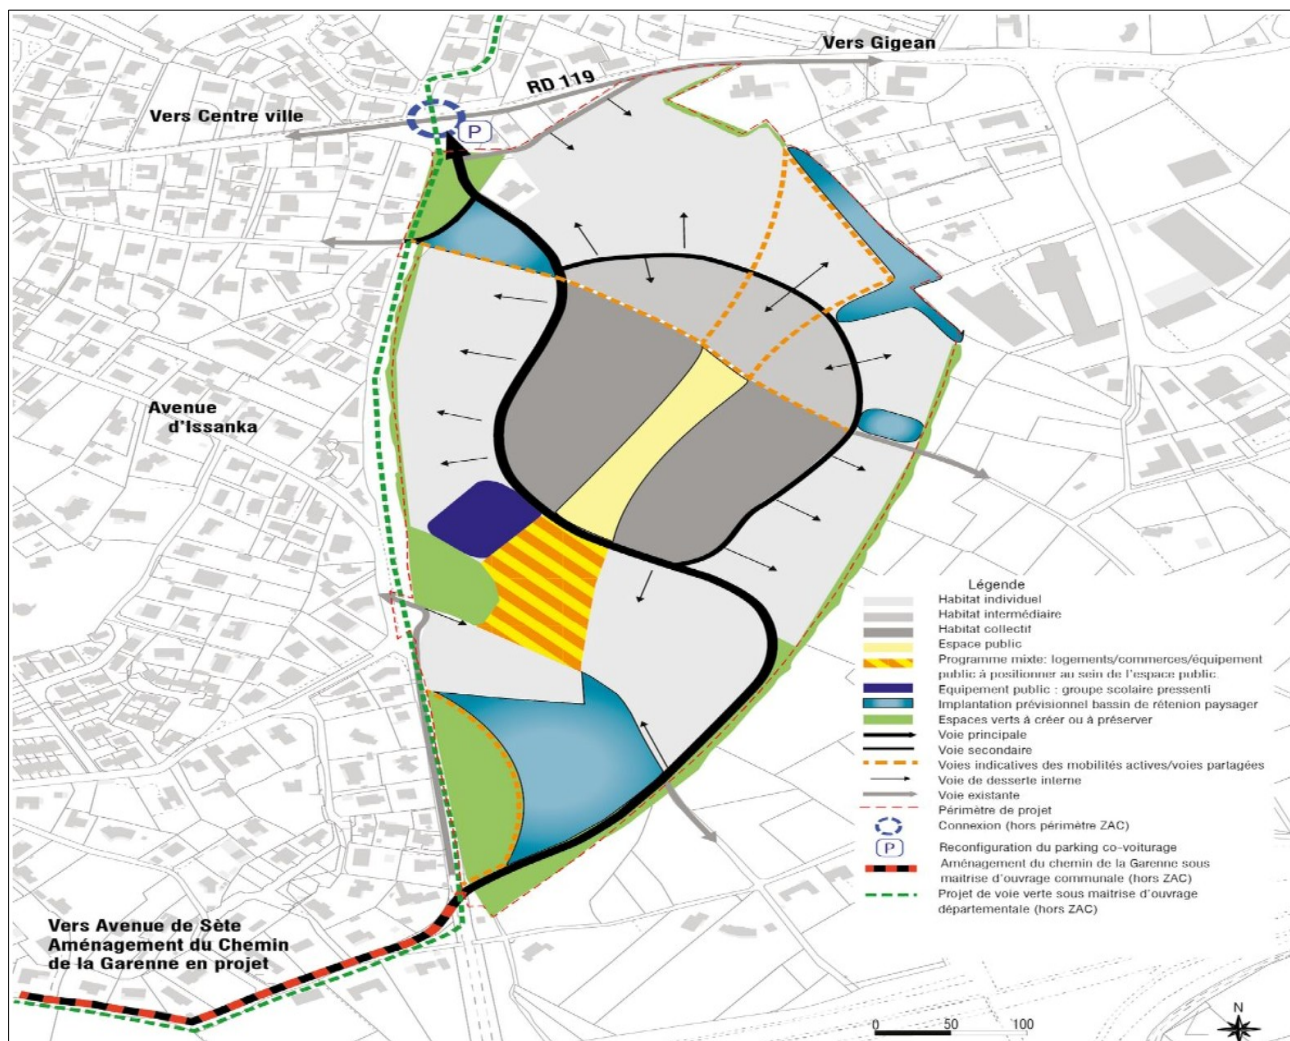 Vers Gigean
RD 119
Vers Centre ville
P
Avenue
d'Issanka
Légende
Habitat individuel
Habitat intermédiaire
Habitat collectif
Espace public
Programme mixte: logements/commerces/équipement
public à positionner au sein de l'espace public.
Equipement public : groupe scolaire pressenti
Implantation prévisionnel bassin de rétenion paysager
Espaces verts à créer ou à préserver
Voie principale
Voie secondaire
Voies indicatives des mobilités actives/voies partagées
Voie de desserte interne
Voie existante
Périmètre de projet
Connexion (hors périmètre ZAC)
P
Reconfiguration du parking co-voiturage
Aménagement du chemin de la Garenne sous
maitrise d'ouvrage communale (hors ZAC)
Projet de voie verte sous maitrise d'ouvrage
départementale (hors ZAC)
Vers Avenue de Sète
Aménagement du Chemin
de la Garenne en projet
N
0 50 100